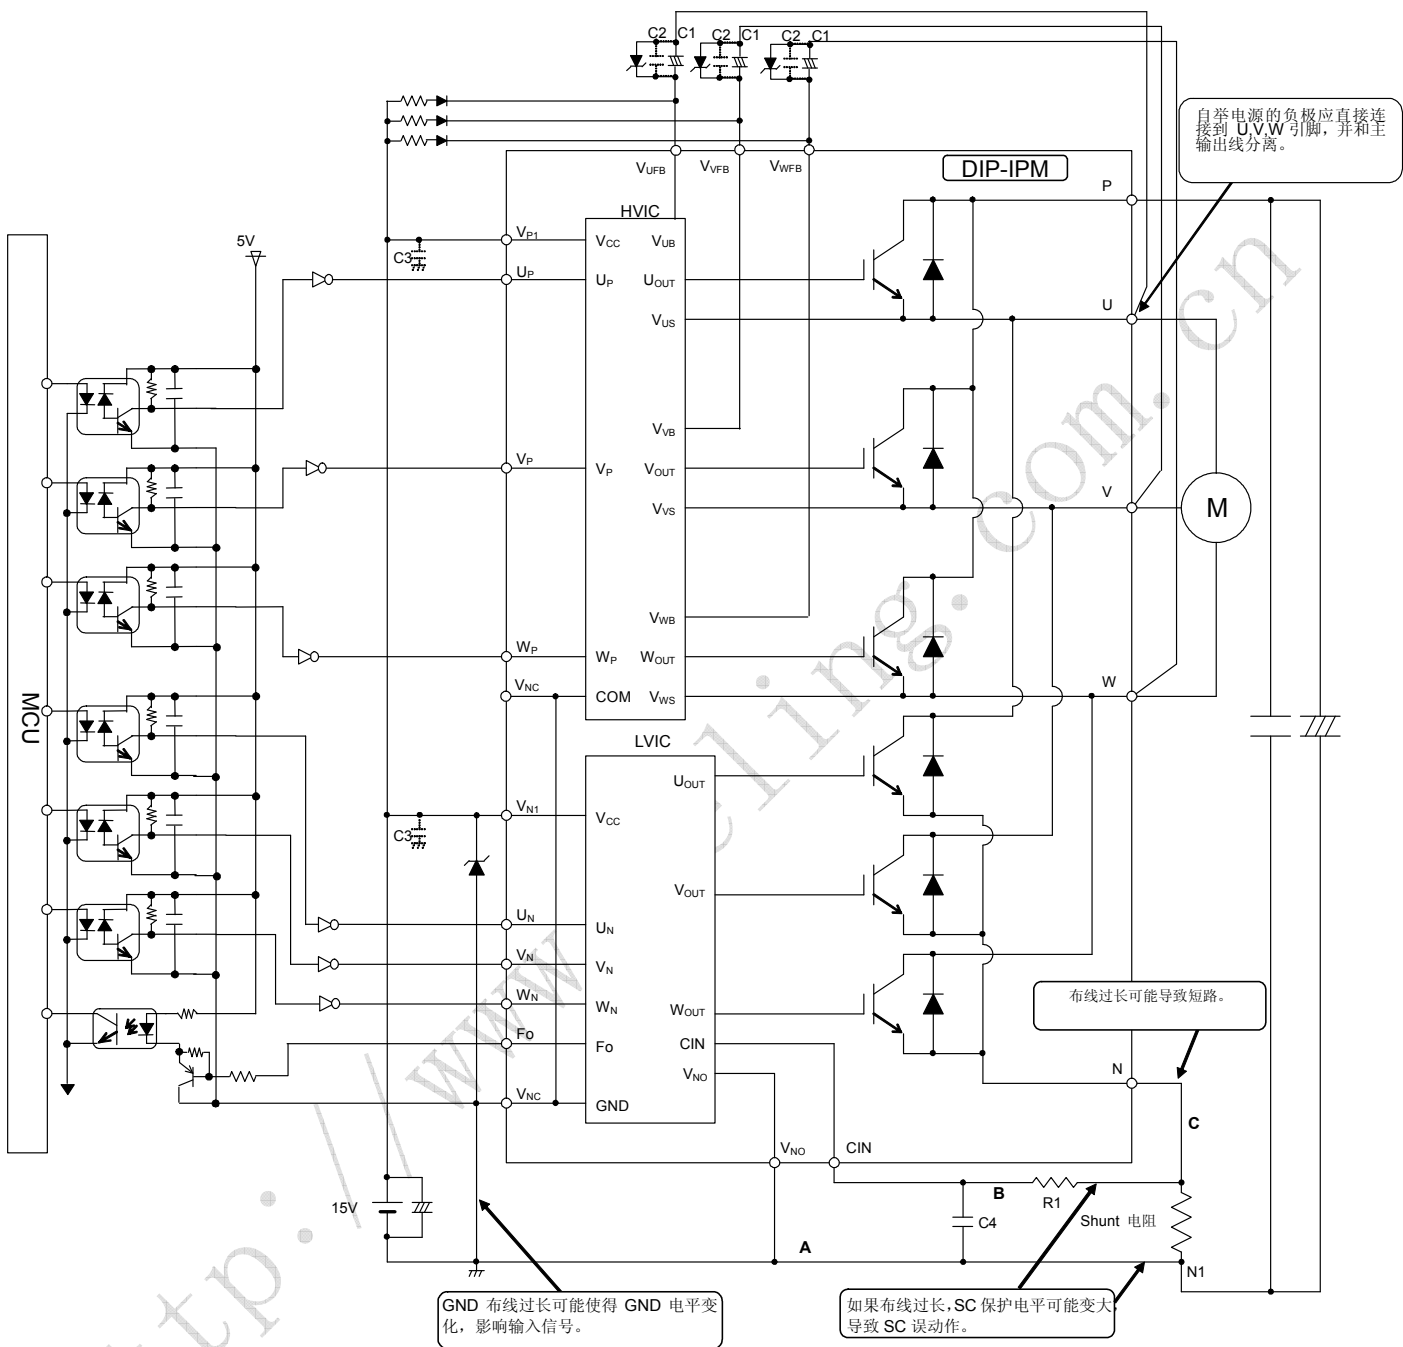 C2 C1
C2 C1
C2 C1
自举电源的负极应直接连
接到 U,V,W 引脚，并和主
输出线分离。
VUFB
VVFB
VWFB
DIP-IPM
P
HVIC
5V
VP1
VCC
VUB
C3
UP
UP
UOUT
VUS
U
VVB
VP
VP
VOUT
VVS
V
M
VWB
WP
WP
WOUT
VNC
COM
VWS
W
MCU
LVIC
UOUT
VN1
VCC
C3
VOUT
UN
UN
VN
VN
WN
WN
WOUT
布线过长可能导致短路。
Fo
Fo
CIN
VNO
N
VNC
GND
C
VNO
CIN
15V
B
R1
C4
Shunt 电阻
A
N1
GND 布线过长可能使得 GND 电平变
化，影响输入信号。
如果布线过长，SC 保护电平可能变大，
导致 SC 误动作。